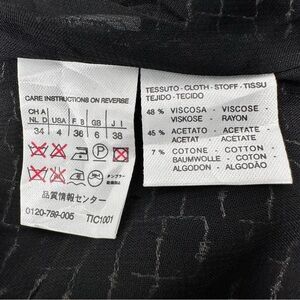 CARE INSTRUCTIONS ON REVERSE
CH A
NL D USA F B GB J I
34 4 36 6 38
P
品質情報センター
0120-789-005 TIC1001
TESSUTO - CLOTH - STOFF - TISSU
TEJIDO - TECIDO
48 % VISCOSA - VISCOSE
VISKOSE - RAYON
45 % ACETATO - ACETATE
ACETAT - ACETATE
7 % COTONE - COTTON
BAUMWOLLE - COTON
ALGODON - ALGODÃO